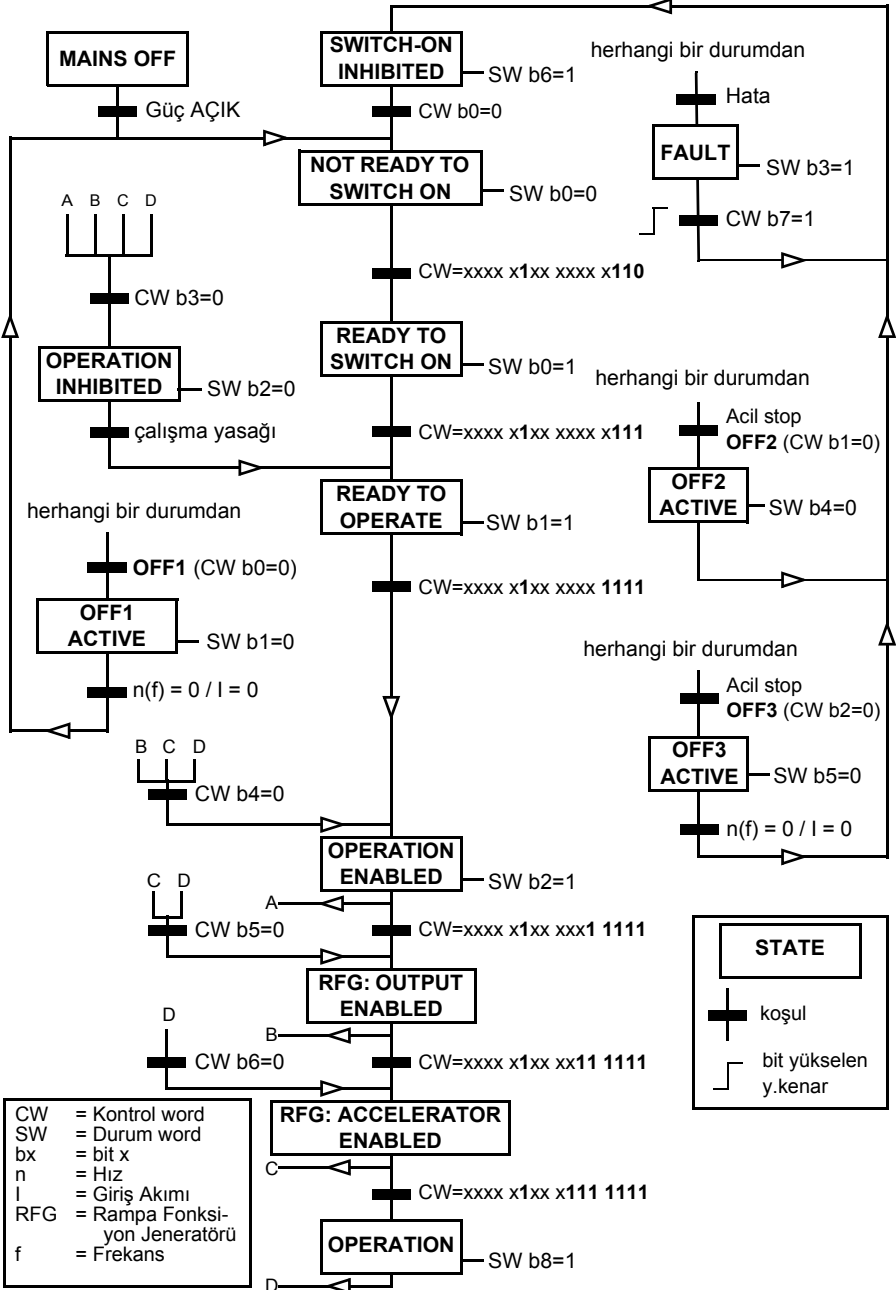 MAINS OFF
Güç AÇIK
SWITCH-ON
INHIBITED
SW b6=1
CW b0=0
herhangi bir durumdan
Hata
FAULT
SW b3=1
CW b7=1
NOT READY TO
SWITCH ON
SW b0=0
A B C D
CW b3=0
OPERATION
INHIBITED
SW b2=0
çalışma yasağı
CW=xxxx x1xx xxxx x110
READY TO
SWITCH ON
SW b0=1
CW=xxxx x1xx xxxx x111
herhangi bir durumdan
Acil stop
OFF2 (CW b1=0)
OFF2
ACTIVE
SW b4=0
READY TO
OPERATE
SW b1=1
herhangi bir durumdan
OFF1 (CW b0=0)
OFF1
ACTIVE
SW b1=0
n(f) = 0 / I = 0
CW=xxxx x1xx xxxx 1111
herhangi bir durumdan
Acil stop
OFF3 (CW b2=0)
OFF3
ACTIVE
SW b5=0
n(f) = 0 / I = 0
B C D
CW b4=0
OPERATION
ENABLED
SW b2=1
A
C D
CW b5=0
CW=xxxx x1xx xxx1 1111
RFG: OUTPUT
ENABLED
B
D
CW b6=0
CW=xxxx x1xx xx11 1111
RFG: ACCELERATOR
ENABLED
C
CW=xxxx x1xx x111 1111
OPERATION
SW b8=1
D
STATE
koşul
bit yükselen
y.kenar
CW = Kontrol word
SW = Durum word
bx = bit x
n = Hız
I = Giriş Akımı
RFG = Rampa Fonksi-
yon Jeneratörü
f = Frekans